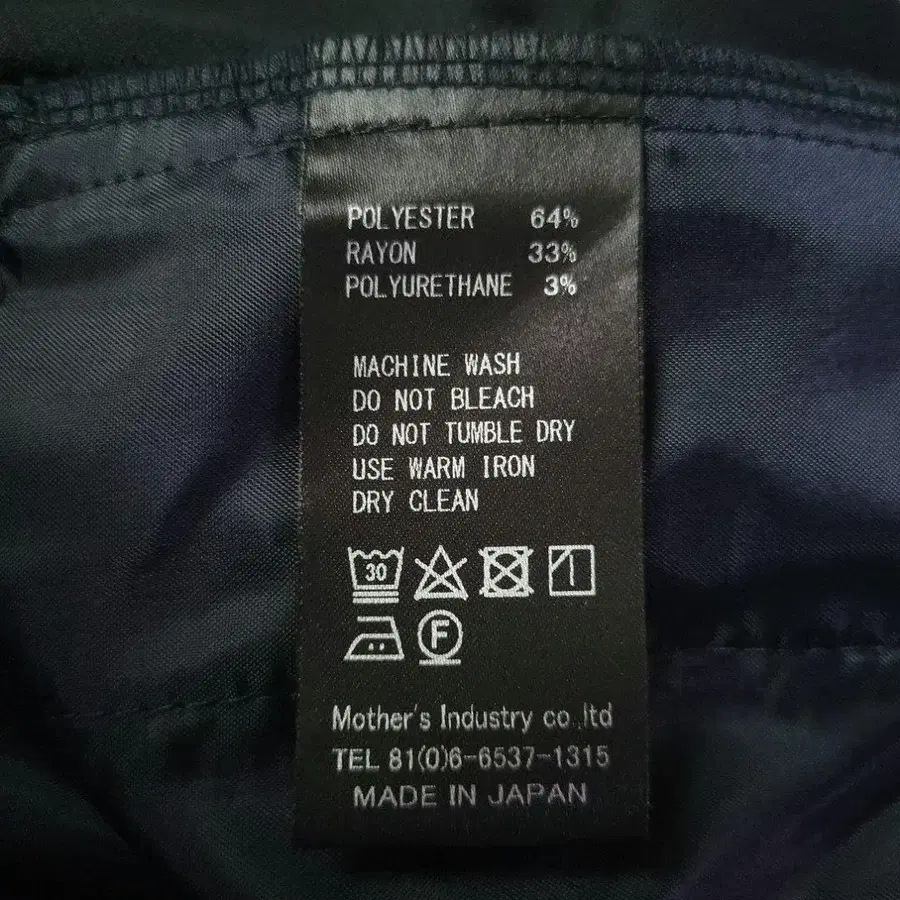 POLYESTER 64%
RAYON 33%
POLYURETHANE 3%
MACHINE WASH
DO NOT BLEACH
DO NOT TUMBLE DRY
USE WARM IRON
DRY CLEAN
30
F
Mother's Industry co.,ltd
TEL 81(0)6-6537-1315
MADE IN JAPAN